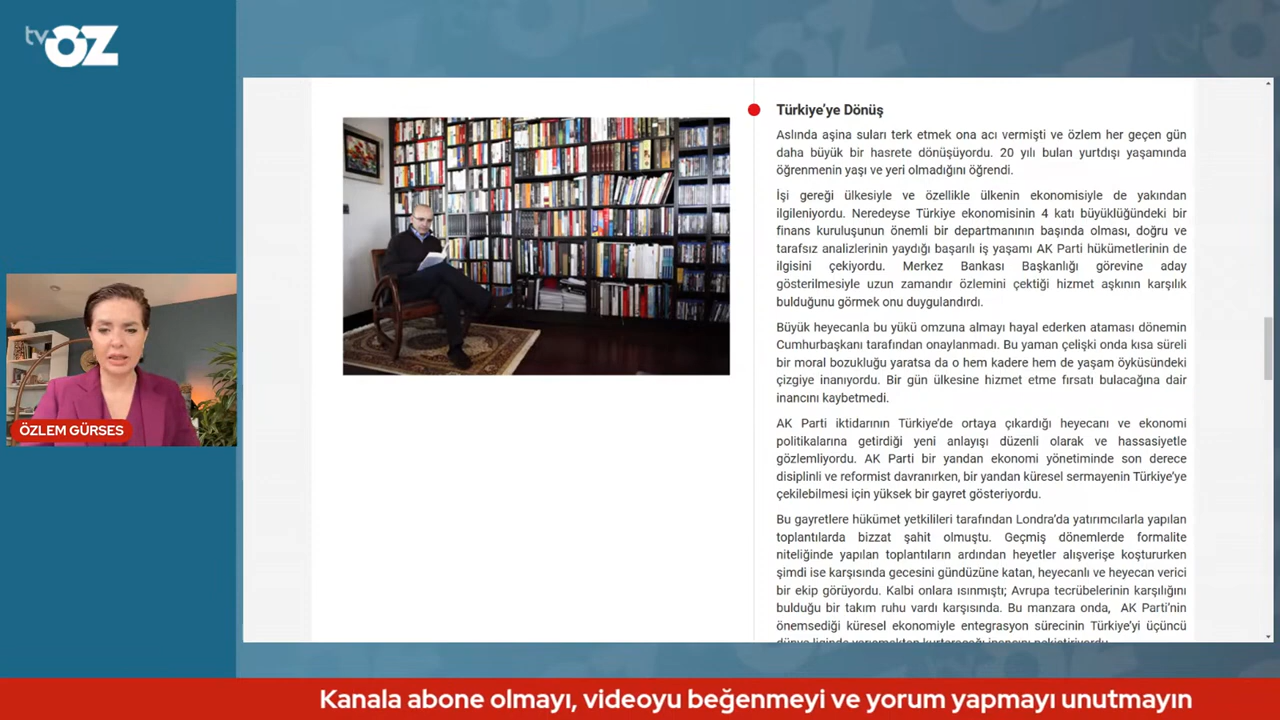 tv ÖZ
Türkiye'ye Dönüş
Aslında aşina suları terk etmek ona acı vermişti ve özlem her geçen gün
daha büyük bir hasrete dönüşüyordu. 20 yılı bulan yurtdışı yaşamında
öğrenmenin yaşı ve yeri olmadığını öğrendi.
İşi gereği ülkesiyle ve özellikle ülkenin ekonomisiyle de yakından
ilgileniyordu. Neredeyse Türkiye ekonomisinin 4 katı büyüklüğündeki bir
finans kuruluşunun önemli bir departmanının başında olması, doğru ve
tarafsız analizlerinin yaydığı başarılı iş yaşamı AK Parti hükümetlerinin de
ilgisini çekiyordu. Merkez Bankası Başkanlığı görevine aday
gösterilmesiyle uzun zamandır özlemini çektiği hizmet aşkının karşılık
bulduğunu görmek onu duygulandırdı.
Büyük heyecanla bu yükü omzuna almayı hayal ederken ataması dönemin
Cumhurbaşkanı tarafından onaylanmadı. Bu yaman çelişki onda kısa süreli
bir moral bozukluğu yaratsa da o hem kadere hem de yaşam öyküsündeki
çizgiye inanıyordu. Bir gün ülkesine hizmet etme fırsatı bulacağına dair
inancını kaybetmedi.
AK Parti iktidarının Türkiye'de ortaya çıkardığı heyecanı ve ekonomi
politikalarına getirdiği yeni anlayışı düzenli olarak ve hassasiyetle
gözlemliyordu. AK Parti bir yandan ekonomi yönetiminde son derece
disiplinli ve reformist davranırken, bir yandan küresel sermayenin Türkiye'ye
çekilebilmesi için yüksek bir gayret gösteriyordu.
Bu gayretlere hükümet yetkilileri tarafından Londra'da yatırımcılarla yapılan
toplantılarda bizzat şahit olmuştu. Geçmiş dönemlerde formalite
niteliğinde yapılan toplantıların ardından heyetler alışverişe koştururken
şimdi ise karşısında gecesini gündüzüne katan, heyecanlı ve heyecan verici
bir ekip görüyordu. Kalbi onlara ısınmıştı; Avrupa tecrübelerinin karşılığını
bulduğu bir takım ruhu vardı karşısında. Bu manzara onda, AK Parti'nin
önemsediği küresel ekonomiyle entegrasyon sürecinin Türkiye'yi üçüncü
dünya liginde yarışmaktan kurtaracağı inancını pekiştiriyordu.
ÖZLEM GÜRSES
Kanala abone olmayı, videoyu beğenmeyi ve yorum yapmayı unutmayın